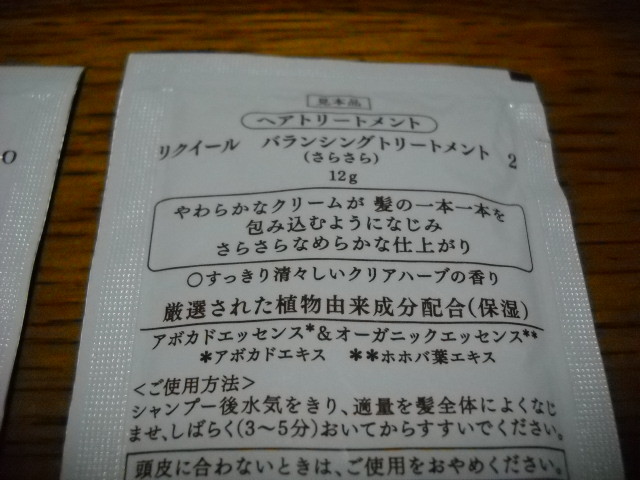 O
見本品
ヘアトリートメント
リクイール バランシングトリートメント 2
(さらさら)
12g
やわらかなクリームが 髪の一本一本を
包み込むようになじみ
さらさらなめらかな仕上がり
○すっきり清々しいクリアハーブの香り
厳選された植物由来成分配合(保湿)
アボカドエッセンス*&オーガニックエッセンス**
*アボカドエキス **ホホバ葉エキス
<ご使用方法>
シャンプー後水気をきり、適量を髪全体によくなじ
ませ、しばらく(3～5分)おいてからすすいでください。
頭皮に合わないときは、ご使用をおやめください。